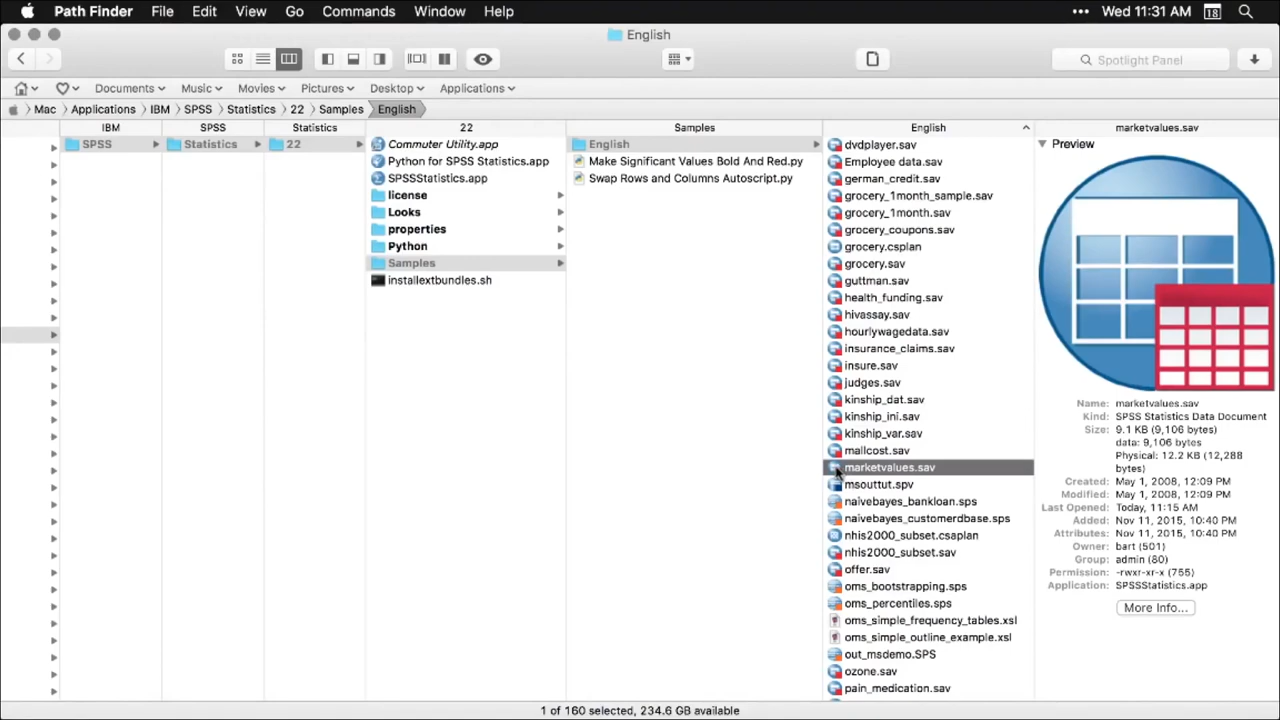 Path Finder File Edit View Go Commands Window Help ••• Wed 11:31 AM 18
English
Spotlight Panel
Documents Music Movies Pictures Desktop Applications
Mac Applications IBM SPSS Statistics 22 Samples English
IBM SPSS Statistics 22 Samples English marketvalues.sav
SPSS
Statistics
22
Commuter Utility.app
Python for SPSS Statistics.app
SPSSStatistics.app
license
Looks
properties
Python
Samples
installextbundles.sh
English
Make Significant Values Bold And Red.py
Swap Rows and Columns Autoscript.py
dvdplayer.sav
Employee data.sav
german_credit.sav
grocery_1month_sample.sav
grocery_1month.sav
grocery_coupons.sav
grocery.csplan
grocery.sav
guttman.sav
health_funding.sav
hivassay.sav
hourlywagedata.sav
insurance_claims.sav
insure.sav
judges.sav
kinship_dat.sav
kinship_ini.sav
kinship_var.sav
mallcost.sav
marketvalues.sav
msouttut.spv
naivebayes_bankloan.sps
naivebayes_customerdbase.sps
nhis2000_subset.csaplan
nhis2000_subset.sav
offer.sav
oms_bootstrapping.sps
oms_percentiles.sps
oms_simple_frequency_tables.xsl
oms_simple_outline_example.xsl
out_msdemo.SPS
ozone.sav
pain_medication.sav
Preview
Name: marketvalues.sav
Kind: SPSS Statistics Data Document
Size: 9.1 KB (9,106 bytes)
data: 9,106 bytes
Physical: 12.2 KB (12,288
bytes)
Created: May 1, 2008, 12:09 PM
Modified: May 1, 2008, 12:09 PM
Last Opened: Today, 11:15 AM
Added: Nov 11, 2015, 10:40 PM
Attributes: Nov 11, 2015, 10:40 PM
Owner: bart (501)
Group: admin (80)
Permission: -rwxr-xr-x (755)
Application: SPSSStatistics.app
More Info...
1 of 160 selected, 234.6 GB available